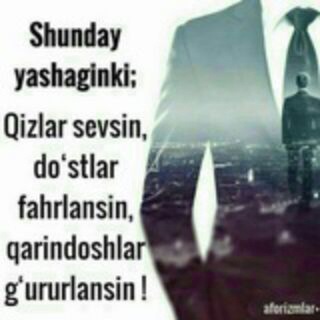 Shunday
yashaginki;
Qizlar sevsin,
do‘stlar
fahrlansin,
qarindoshlar
g‘ururlansin !
aforizmlar•